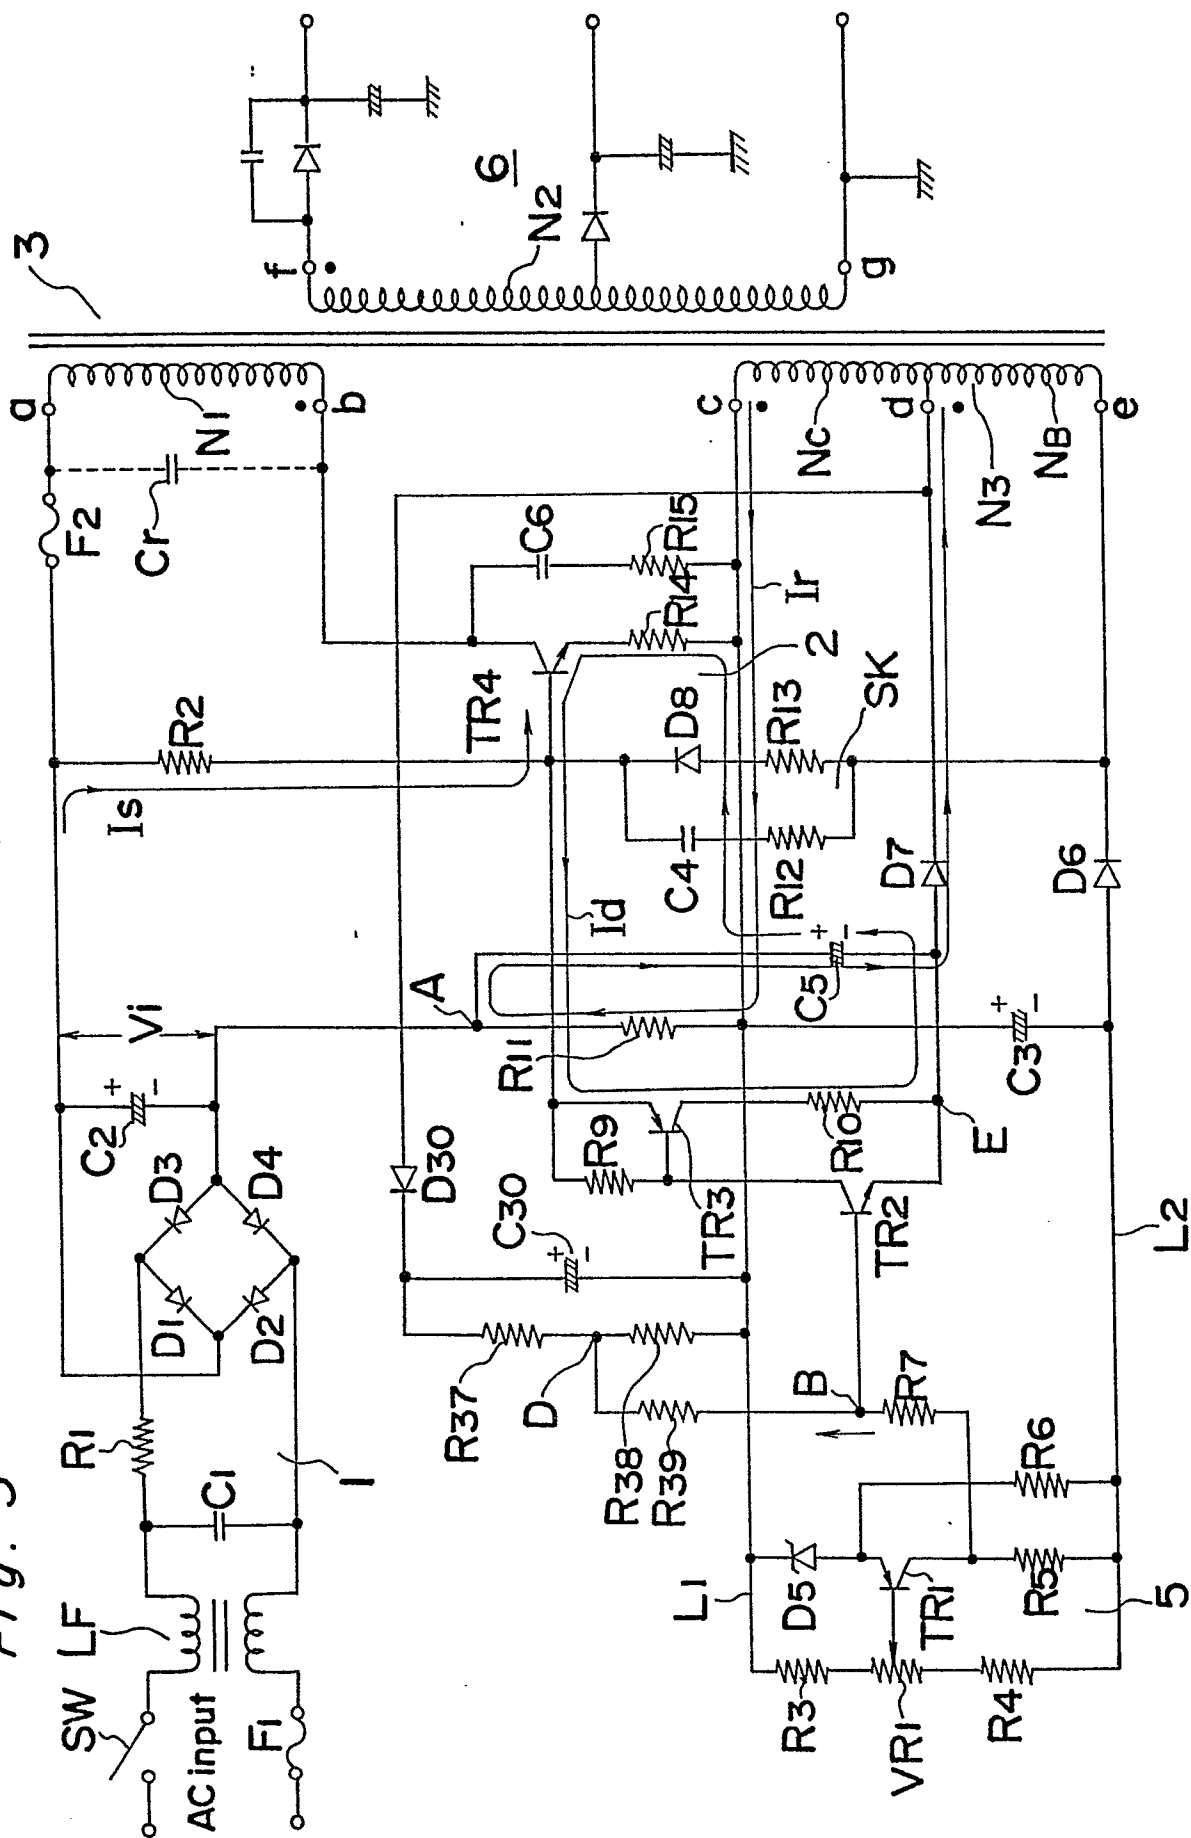 Fig. 5
3
6
f
N2
g
a
N1
b
F2
Cr
c
Nc
d
N3
NB
e
C6
R15
R14
TR4
R2
Is
Ir
2
D8
R13
SK
C4
R12
Id
D7
D6
A
Vi
+
-
C2
R11
+
-
C5
+
-
C3
D3
D4
D1
D2
D30
R9
TR3
R10
E
C30
+
-
TR2
L2
R1
C1
1
R37
D
R38
R39
B
R7
R6
LF
SW
AC input
F1
L1
D5
TR1
R5
5
R3
VR1
R4